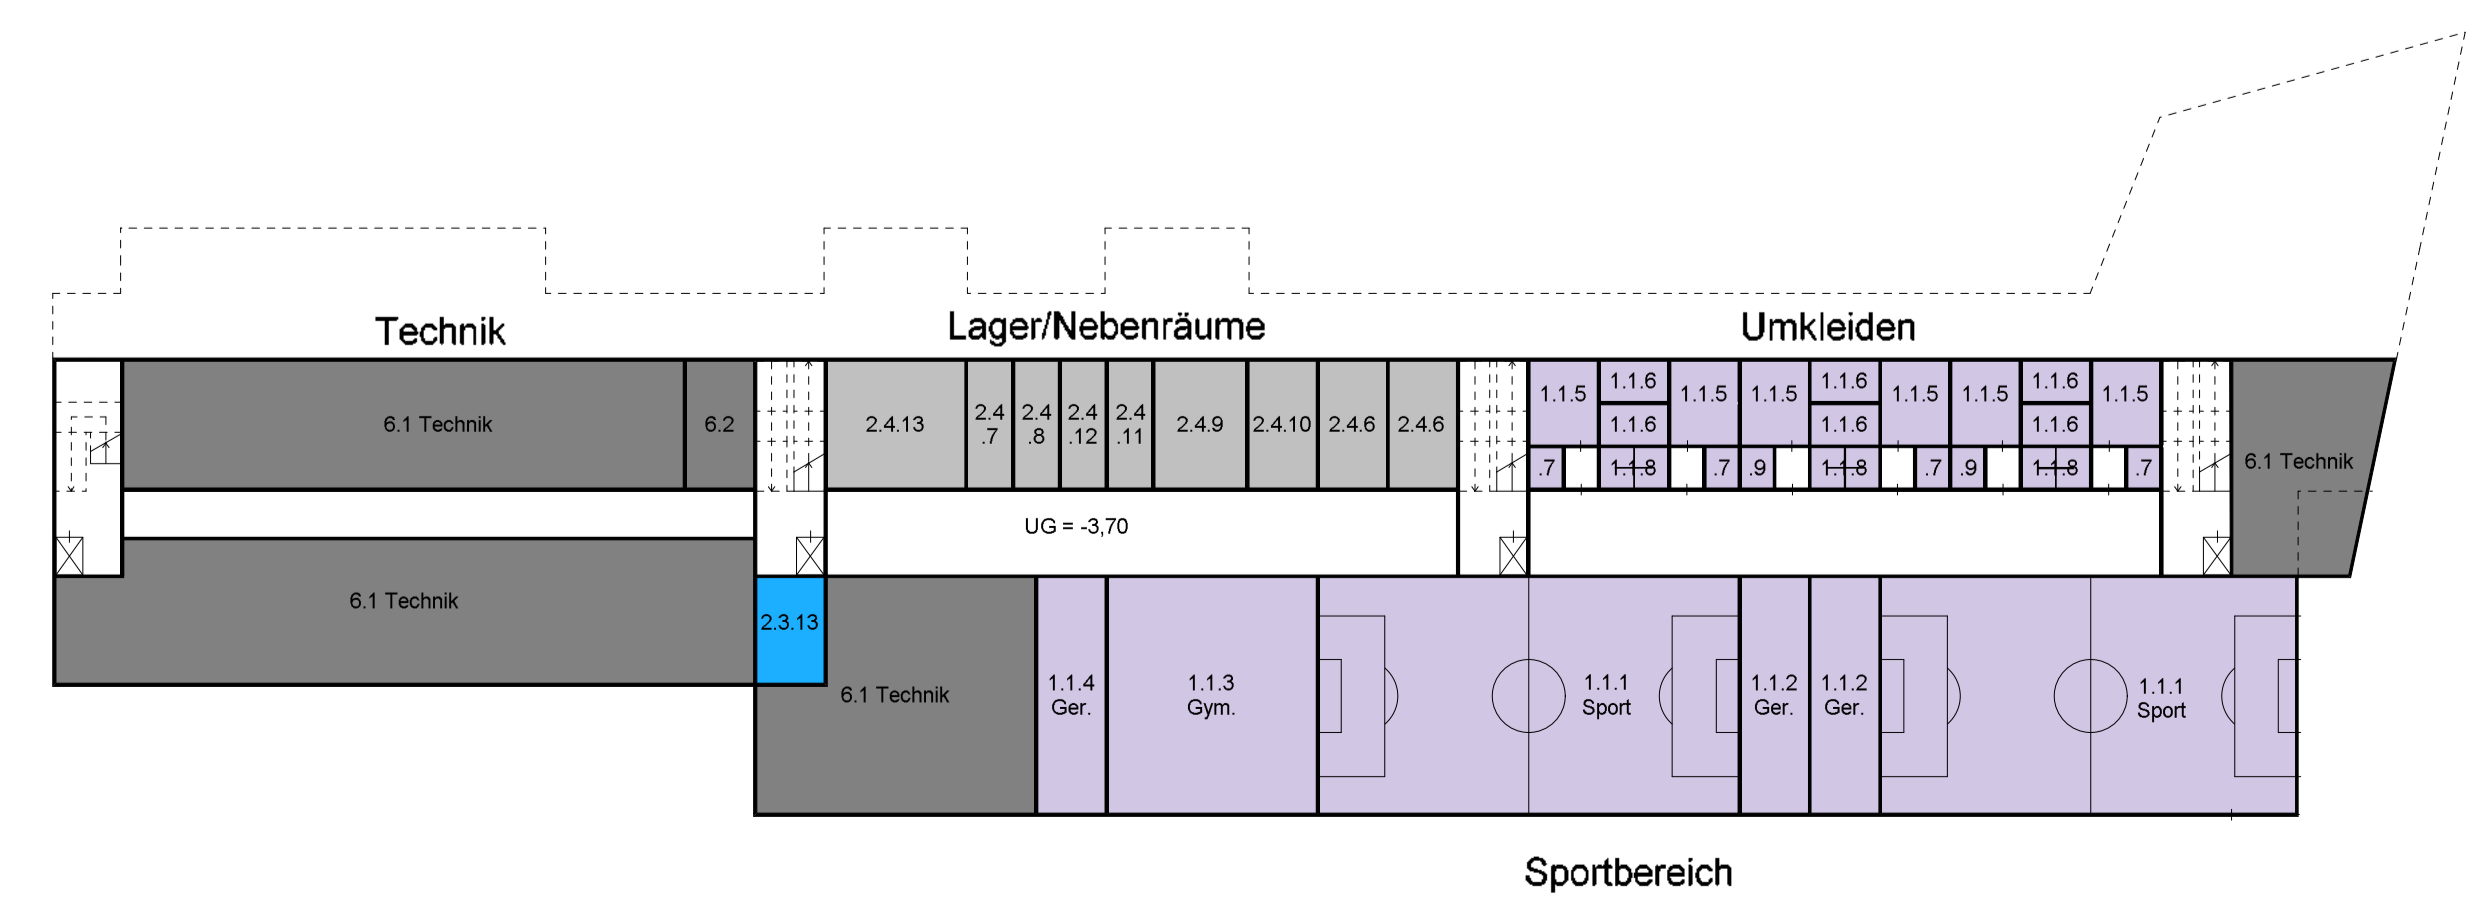 Technik
Lager/Nebenräume
Umkleiden
6.1 Technik
6.2
2.4.13
2.4
.7
2.4
.8
2.4
.12
2.4
.11
2.4.9
2.4.10
2.4.6
2.4.6
1.1.5
1.1.6
1.1.6
1.1.5
1.1.5
1.1.6
1.1.6
1.1.5
1.1.5
1.1.6
1.1.6
1.1.5
.7
1.1.8
.7
.9
1.1.8
.7
.9
1.1.8
.7
6.1 Technik
UG = -3,70
6.1 Technik
2.3.13
6.1 Technik
1.1.4
Ger.
1.1.3
Gym.
1.1.1
Sport
1.1.2
Ger.
1.1.2
Ger.
1.1.1
Sport
Sportbereich